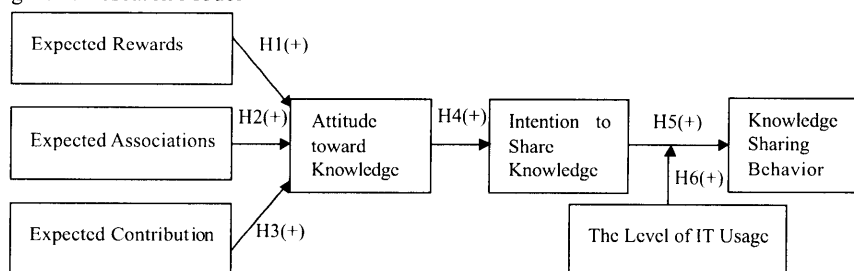 Expected Rewards
H1(+)
Expected Associations
H2(+)
Attitude
toward
Knowledge
H4(+)
Intention to
Share
Knowledge
H5(+)
Knowledge
Sharing
Behavior
H6(+)
Expected Contribution
H3(+)
The Level of IT Usage